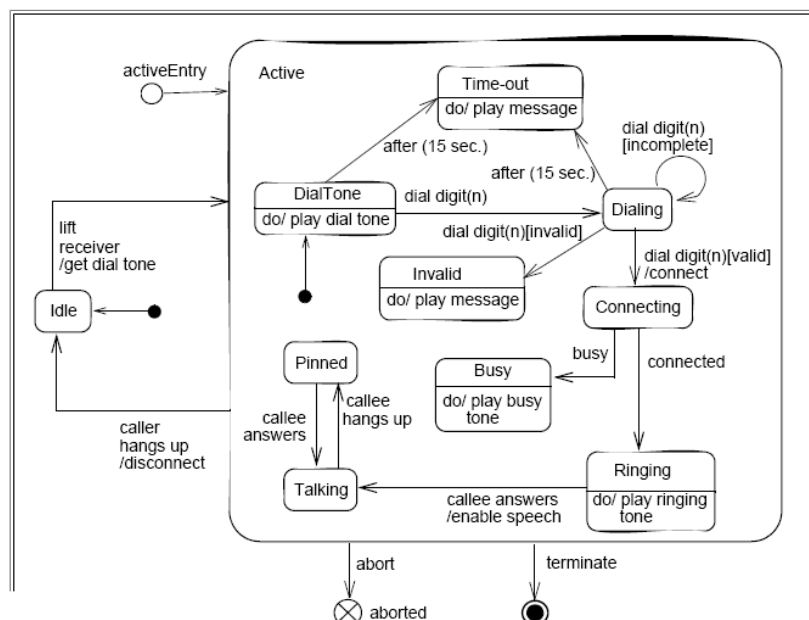 activeEntry
Active
Time-out
do/ play message
dial digit(n)
[incomplete]
after (15 sec.)
after (15 sec.)
DialTone
do/ play dial tone
dial digit(n)
Dialing
lift
receiver
/get dial tone
dial digit(n)[invalid]
dial digit(n)[valid]
/connect
Invalid
do/ play message
Idle
Connecting
Pinned
busy
connected
Busy
do/ play busy
tone
callee
hangs up
callee
answers
caller
hangs up
/disconnect
Talking
Ringing
do/ play ringing
tone
callee answers
/enable speech
abort
terminate
aborted